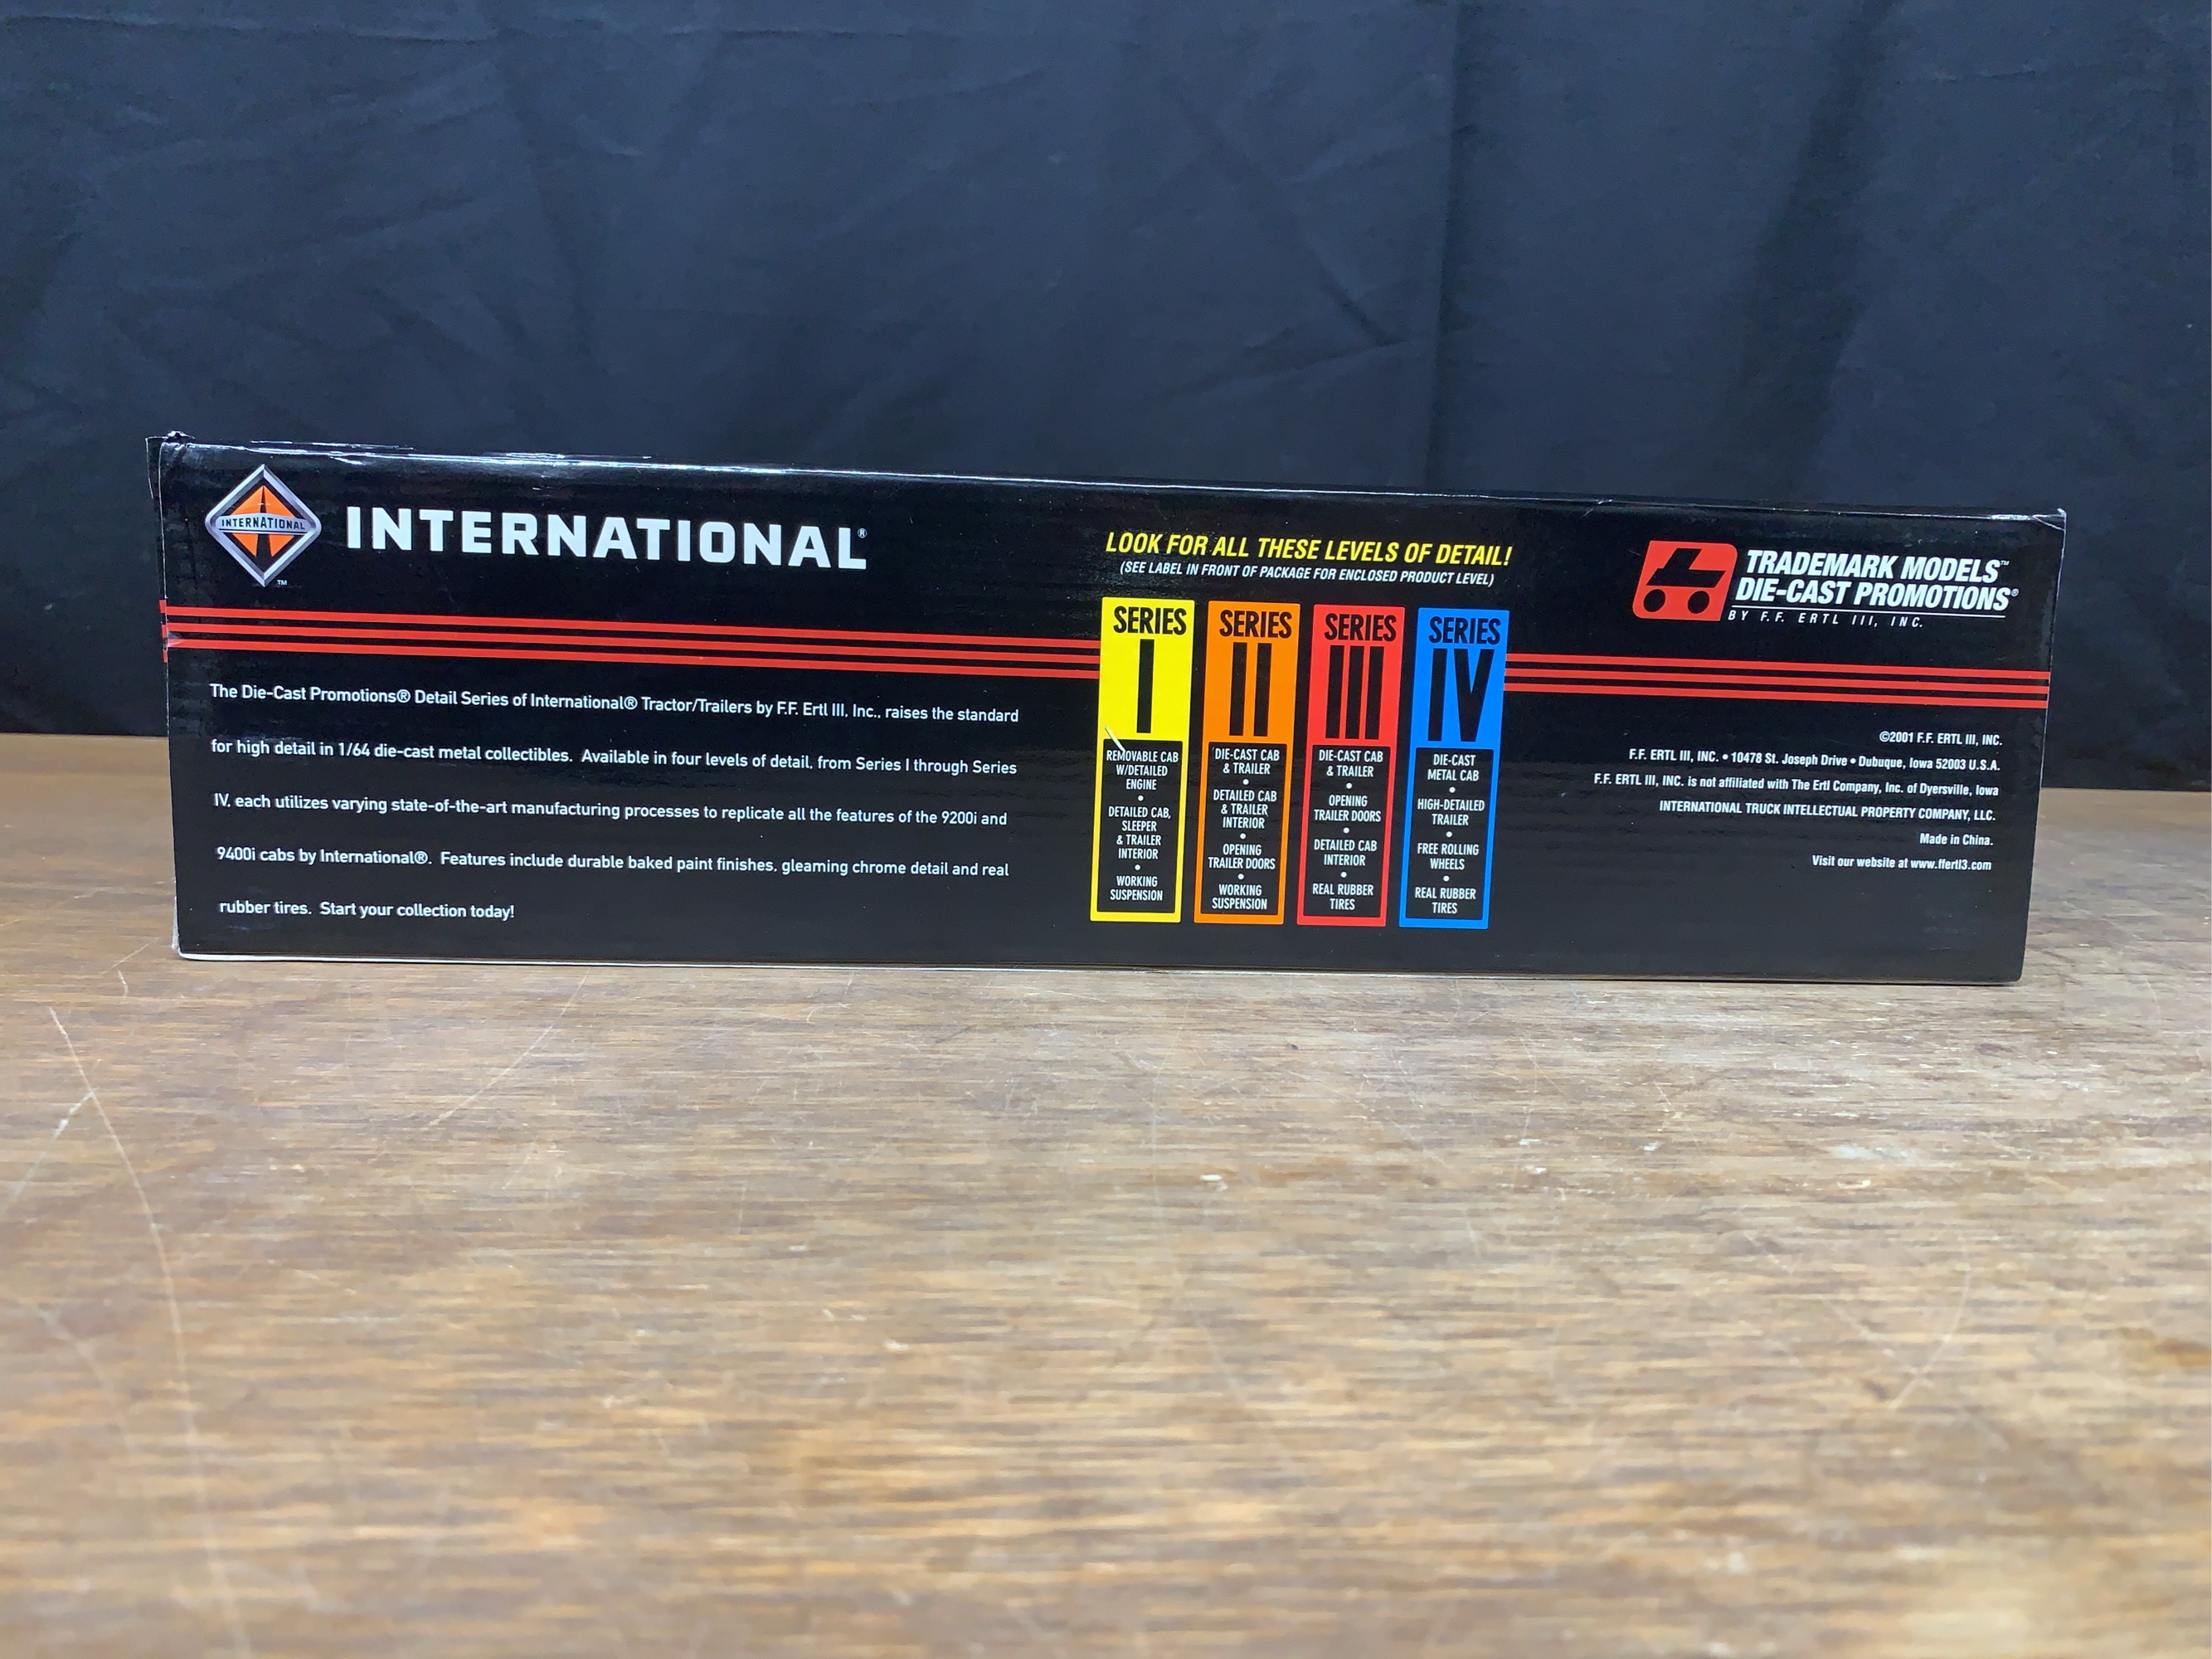 INTERNATIONAL
™
INTERNATIONAL®
The Die-Cast Promotions® Detail Series of International® Tractor/Trailers by F.F. Ertl III, Inc., raises the standard
for high detail in 1/64 die-cast metal collectibles. Available in four levels of detail, from Series I through Series
IV, each utilizes varying state-of-the-art manufacturing processes to replicate all the features of the 9200i and
9400i cabs by International®. Features include durable baked paint finishes, gleaming chrome detail and real
rubber tires. Start your collection today!
LOOK FOR ALL THESE LEVELS OF DETAIL!
(SEE LABEL IN FRONT OF PACKAGE FOR ENCLOSED PRODUCT LEVEL)
SERIES
I
REMOVABLE CAB
W/DETAILED
ENGINE
•
DETAILED CAB,
SLEEPER
& TRAILER
INTERIOR
•
WORKING
SUSPENSION
SERIES
II
DIE-CAST CAB
& TRAILER
•
DETAILED CAB
& TRAILER
INTERIOR
•
OPENING
TRAILER DOORS
•
WORKING
SUSPENSION
SERIES
III
DIE-CAST CAB
& TRAILER
•
OPENING
TRAILER DOORS
•
DETAILED CAB
INTERIOR
•
REAL RUBBER
TIRES
SERIES
IV
DIE-CAST
METAL CAB
•
HIGH-DETAILED
TRAILER
•
FREE ROLLING
WHEELS
•
REAL RUBBER
TIRES
TRADEMARK MODELS™
DIE-CAST PROMOTIONS®
BY F.F. ERTL III, INC.
©2001 F.F. ERTL III, INC.
F.F. ERTL III, INC. • 10478 St. Joseph Drive • Dubuque, Iowa 52003 U.S.A.
F.F. ERTL III, INC. is not affiliated with The Ertl Company, Inc. of Dyersville, Iowa
INTERNATIONAL TRUCK INTELLECTUAL PROPERTY COMPANY, LLC.
Made in China.
Visit our website at www.ffertl3.com